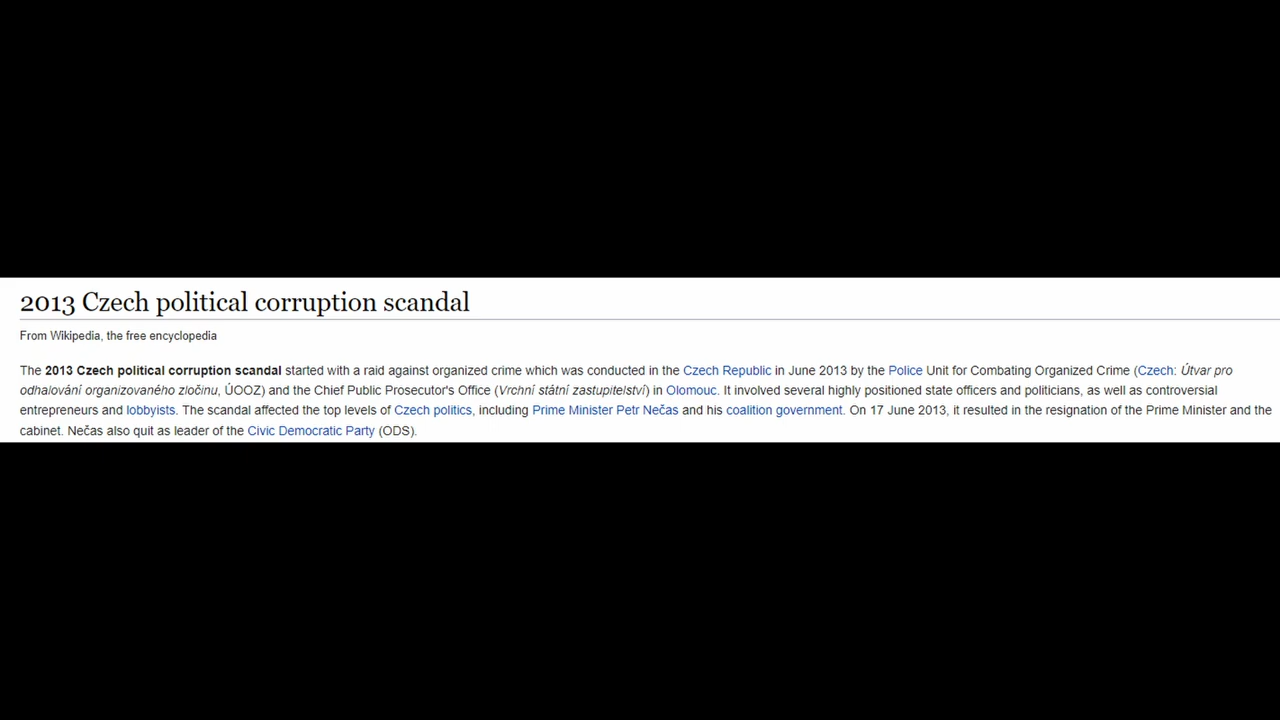 2013 Czech political corruption scandal
From Wikipedia, the free encyclopedia
The 2013 Czech political corruption scandal started with a raid against organized crime which was conducted in the Czech Republic in June 2013 by the Police Unit for Combating Organized Crime (Czech: Útvar pro
odhalování organizovaného zločinu, ÚOOZ) and the Chief Public Prosecutor's Office (Vrchní státní zastupitelství) in Olomouc. It involved several highly positioned state officers and politicians, as well as controversial
entrepreneurs and lobbyists. The scandal affected the top levels of Czech politics, including Prime Minister Petr Nečas and his coalition government. On 17 June 2013, it resulted in the resignation of the Prime Minister and the
cabinet. Nečas also quit as leader of the Civic Democratic Party (ODS).